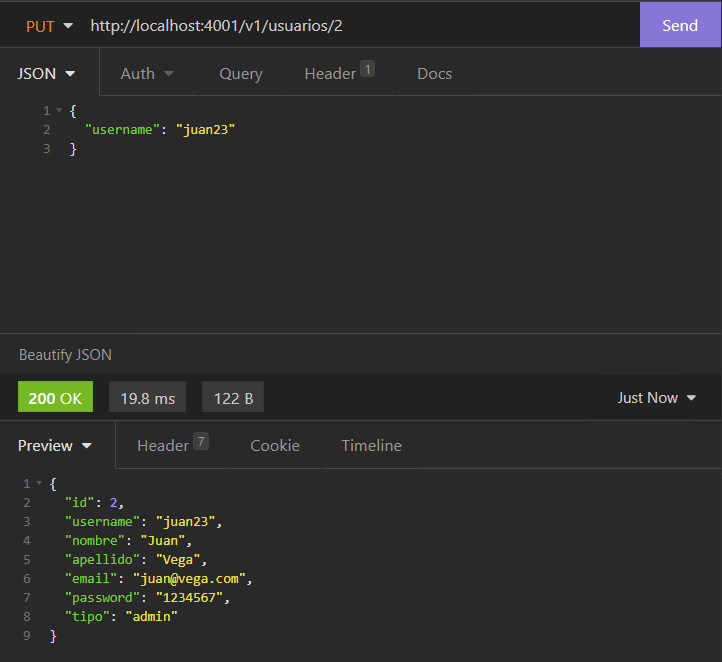 PUT http://localhost:4001/v1/usuarios/2 Send
JSON Auth Query Header 1 Docs
1 {
2 "username": "juan23"
3 }
Beautify JSON
200 OK 19.8 ms 122 B Just Now
Preview Header 7 Cookie Timeline
1 {
2 "id": 2,
3 "username": "juan23",
4 "nombre": "Juan",
5 "apellido": "Vega",
6 "email": "juan@vega.com",
7 "password": "1234567",
8 "tipo": "admin"
9 }